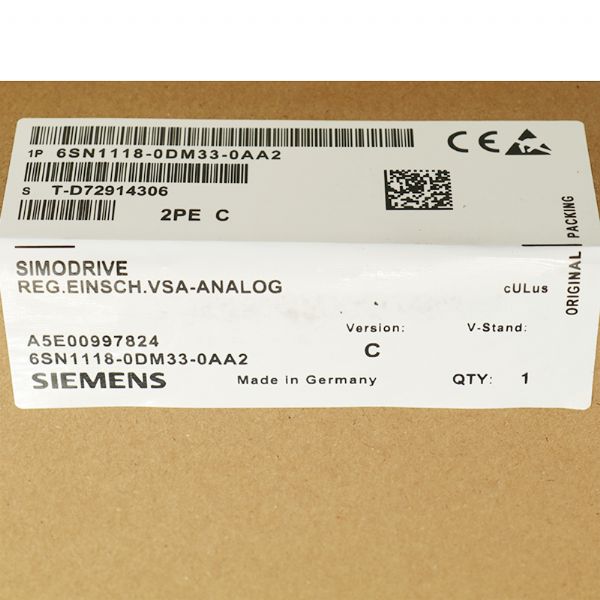 1P 6SN1118-0DM33-0AA2
S T-D72914306
2PE C
CE
SIMODRIVE
REG.EINSCH.VSA-ANALOG
cULus
ORIGINAL PACKING
A5E00997824
Version:
V-Stand:
6SN1118-0DM33-0AA2
C
SIEMENS
Made in Germany
QTY: 1